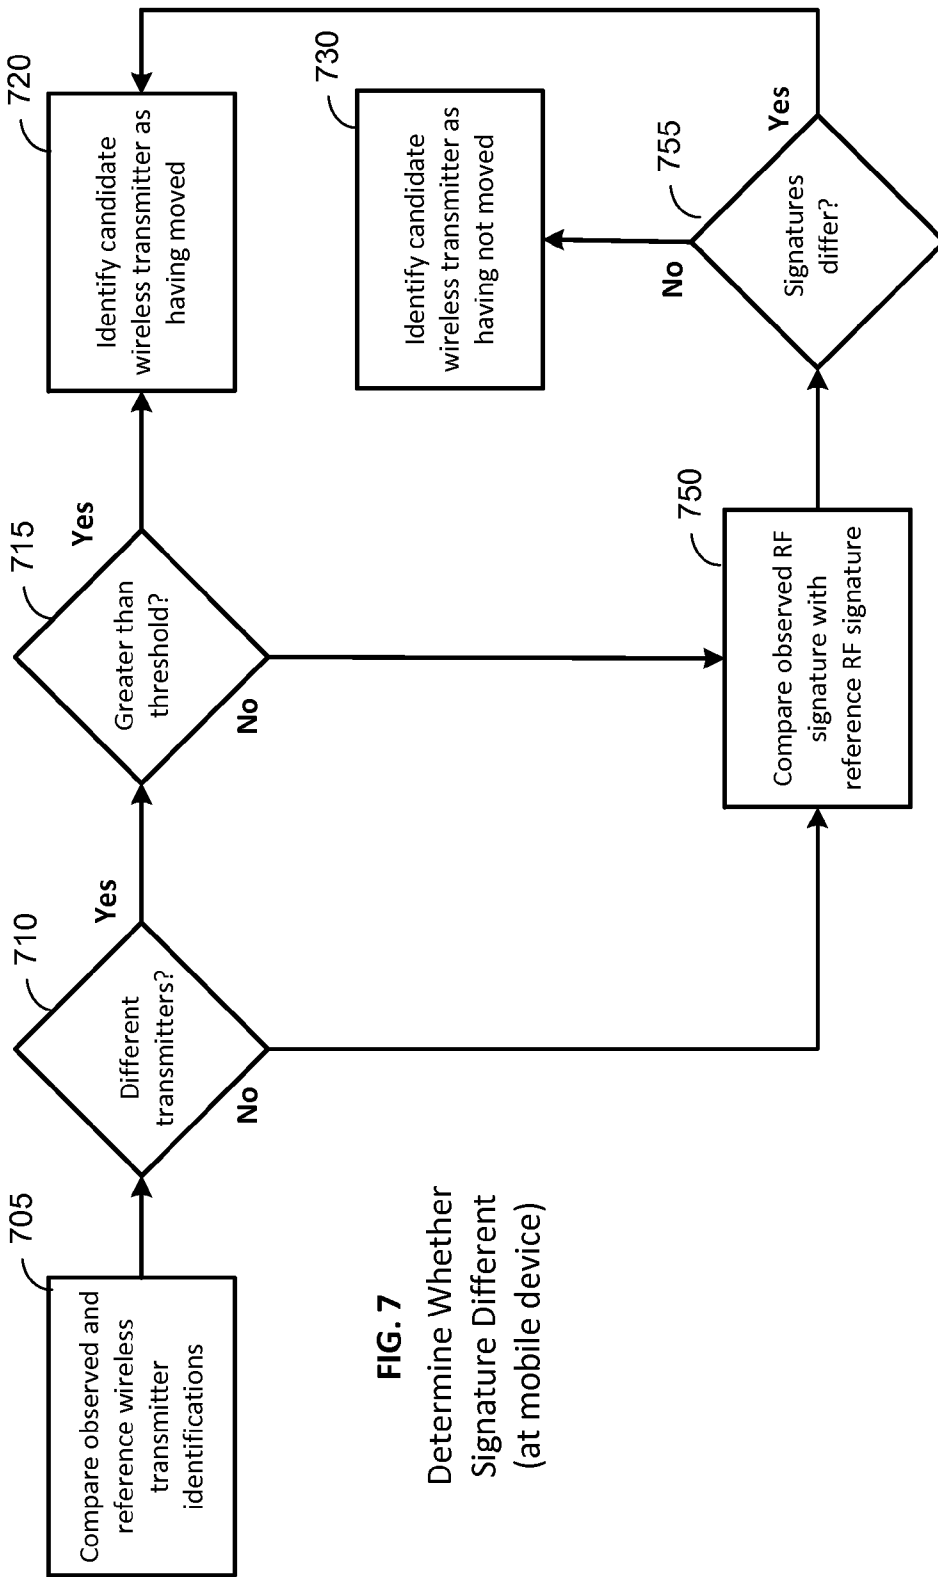 705
Compare observed and
reference wireless
transmitter
identifications
710
Different
transmitters?
Yes
No
715
Greater than
threshold?
Yes
No
720
Identify candidate
wireless transmitter as
having moved
730
Identify candidate
wireless transmitter as
having not moved
750
Compare observed RF
signature with
reference RF signature
755
Signatures
differ?
No
Yes
FIG. 7
Determine Whether
Signature Different
(at mobile device)